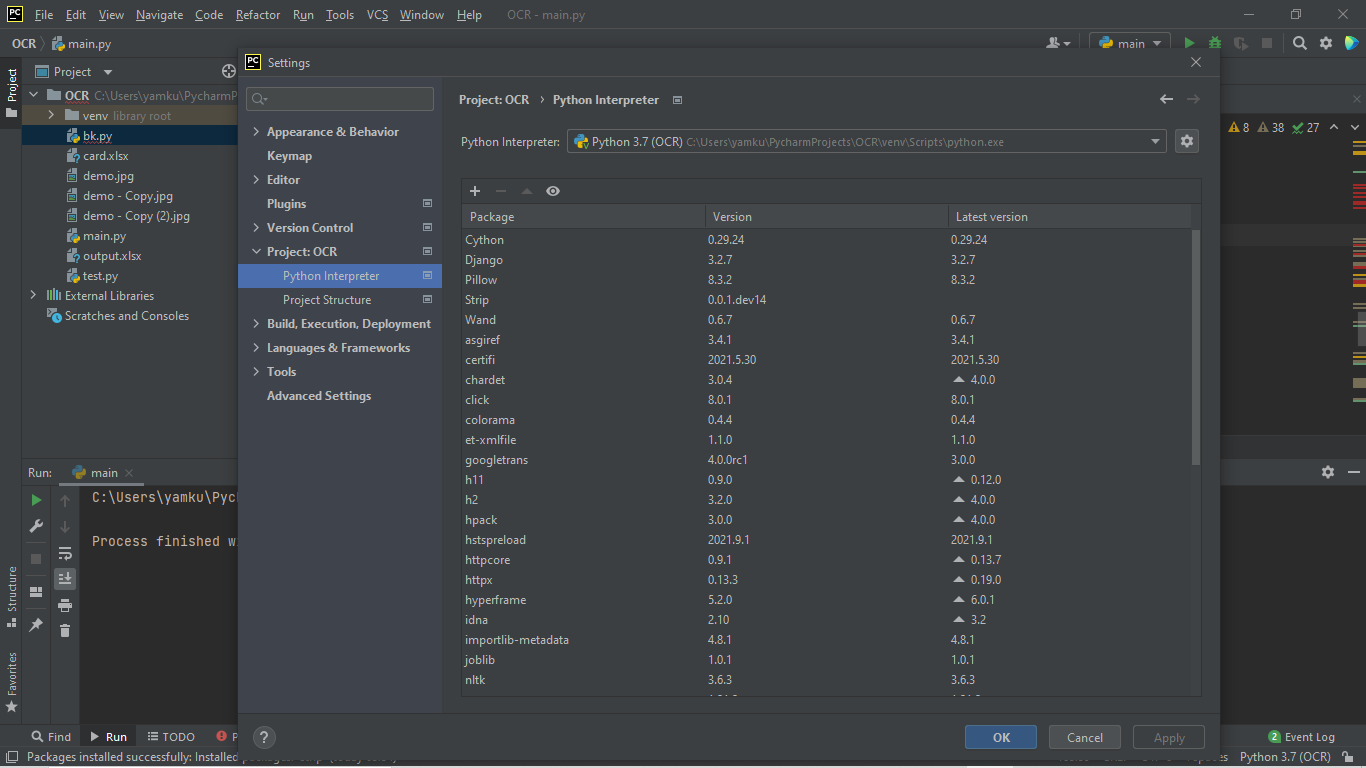 PC File Edit View Navigate Code Refactor Run Tools VCS Window Help OCR - main.py
OCR main.py
main
Project
OCR C:\Users\yamku\PycharmP
venv library root
bk.py
card.xlsx
demo.jpg
demo - Copy.jpg
demo - Copy (2).jpg
main.py
output.xlsx
test.py
External Libraries
Scratches and Consoles
Project
Structure
Favorites
8 38 27
PC Settings
Appearance & Behavior
Keymap
Editor
Plugins
Version Control
Project: OCR
Python Interpreter
Project Structure
Build, Execution, Deployment
Languages & Frameworks
Tools
Advanced Settings
Project: OCR › Python Interpreter
Python Interpreter: Python 3.7 (OCR) C:\Users\yamku\PycharmProjects\OCR\venv\Scripts\python.exe
Package Version Latest version
Cython 0.29.24 0.29.24
Django 3.2.7 3.2.7
Pillow 8.3.2 8.3.2
Strip 0.0.1.dev14
Wand 0.6.7 0.6.7
asgiref 3.4.1 3.4.1
certifi 2021.5.30 2021.5.30
chardet 3.0.4 4.0.0
click 8.0.1 8.0.1
colorama 0.4.4 0.4.4
et-xmlfile 1.1.0 1.1.0
googletrans 4.0.0rc1 3.0.0
h11 0.9.0 0.12.0
h2 3.2.0 4.0.0
hpack 3.0.0 4.0.0
hstspreload 2021.9.1 2021.9.1
httpcore 0.9.1 0.13.7
httpx 0.13.3 0.19.0
hyperframe 5.2.0 6.0.1
idna 2.10 3.2
importlib-metadata 4.8.1 4.8.1
joblib 1.0.1 1.0.1
nltk 3.6.3 3.6.3
OK Cancel Apply
Run: main
C:\Users\yamku\Pyc
Process finished w
Find Run TODO P
2 Event Log
Packages installed successfully: Installed
Python 3.7 (OCR)